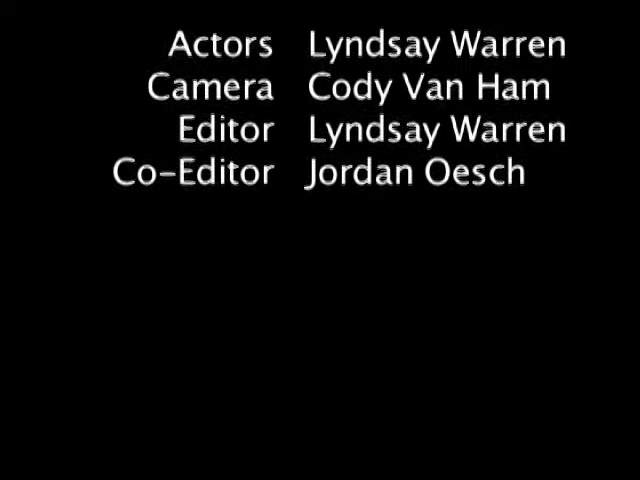 Actors Lyndsay Warren
Camera Cody Van Ham
Editor Lyndsay Warren
Co-Editor Jordan Oesch